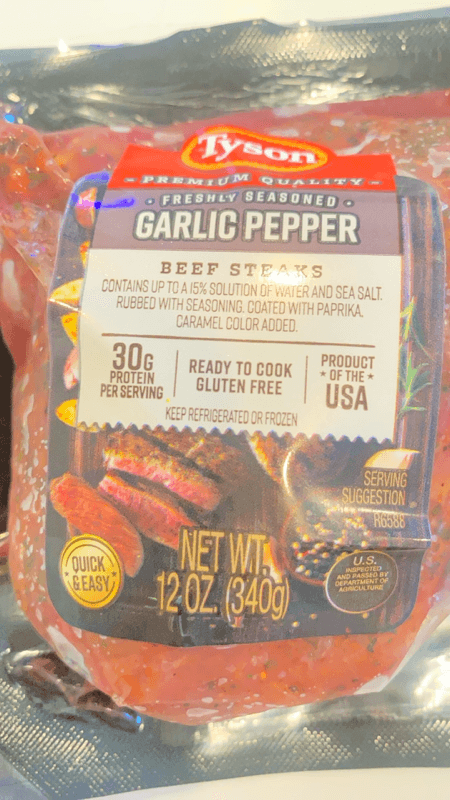 Tyson
- PREMIUM QUALITY -
• FRESHLY SEASONED •
GARLIC PEPPER
BEEF STEAKS
CONTAINS UP TO A 15% SOLUTION OF WATER AND SEA SALT.
RUBBED WITH SEASONING. COATED WITH PAPRIKA.
CARAMEL COLOR ADDED.
30G
PROTEIN
PER SERVING
READY TO COOK
GLUTEN FREE
PRODUCT
★ OF THE ★
USA
KEEP REFRIGERATED OR FROZEN
SERVING
SUGGESTION
R6588
QUICK
& EASY
NET WT.
12 OZ. (340g)
U.S.
INSPECTED
AND PASSED BY
DEPARTMENT OF
AGRICULTURE